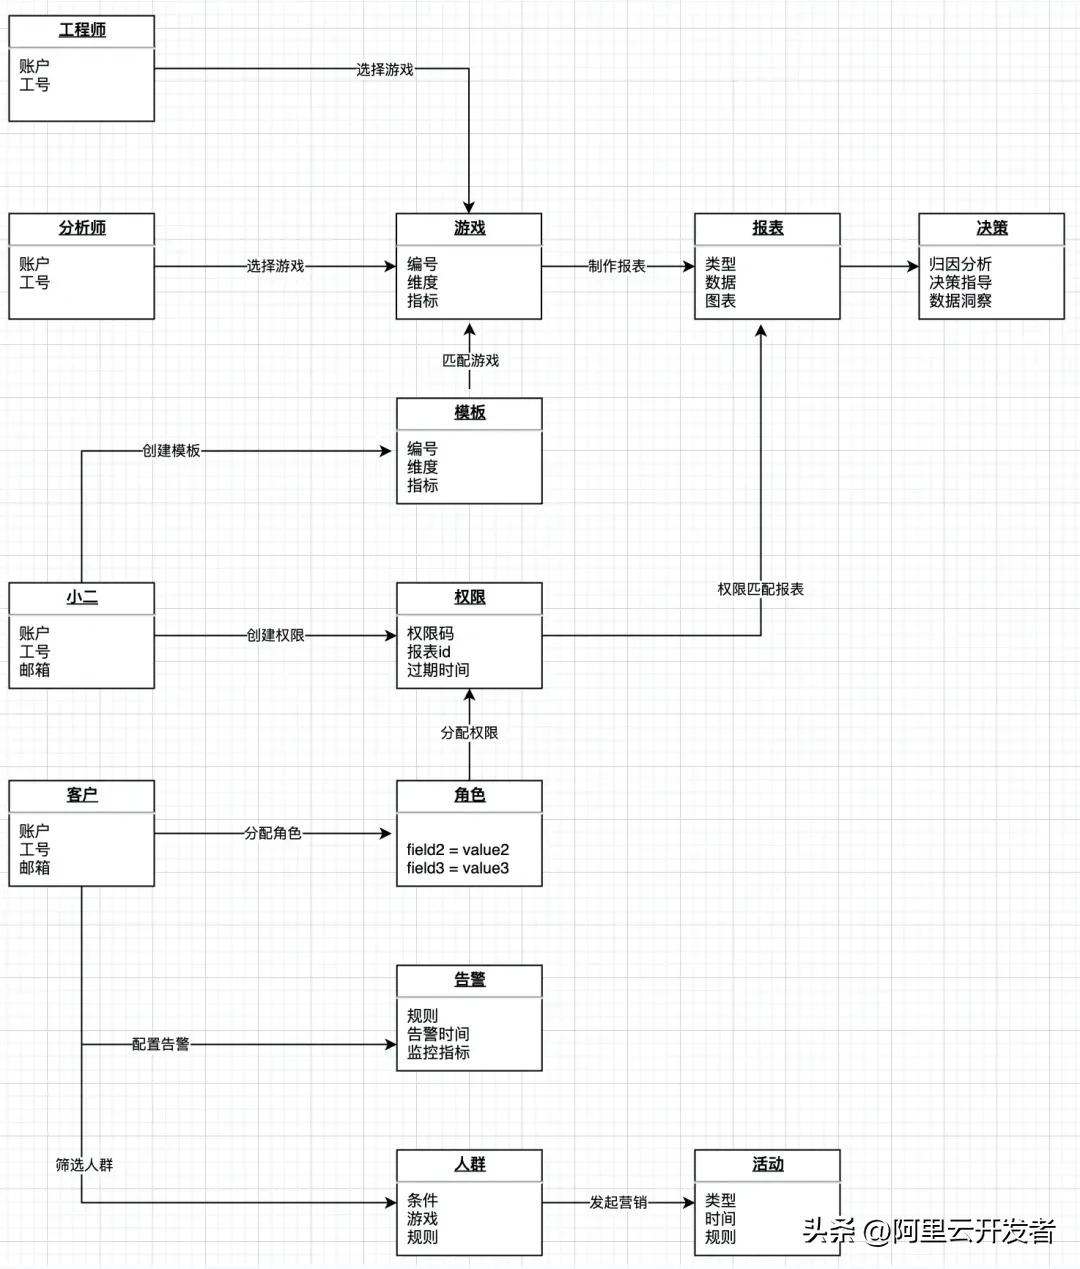 工程师
账户
工号
选择游戏
分析师
账户
工号
选择游戏
游戏
编号
维度
指标
制作报表
报表
类型
数据
图表
决策
归因分析
决策指导
数据洞察
匹配游戏
模板
编号
维度
指标
创建模板
小二
账户
工号
邮箱
创建权限
权限
权限码
报表id
过期时间
权限匹配报表
分配权限
客户
账户
工号
邮箱
分配角色
角色
field2 = value2
field3 = value3
告警
规则
告警时间
监控指标
配置告警
筛选人群
人群
条件
游戏
规则
发起营销
活动
类型
时间
规则
头条 @阿里云开发者